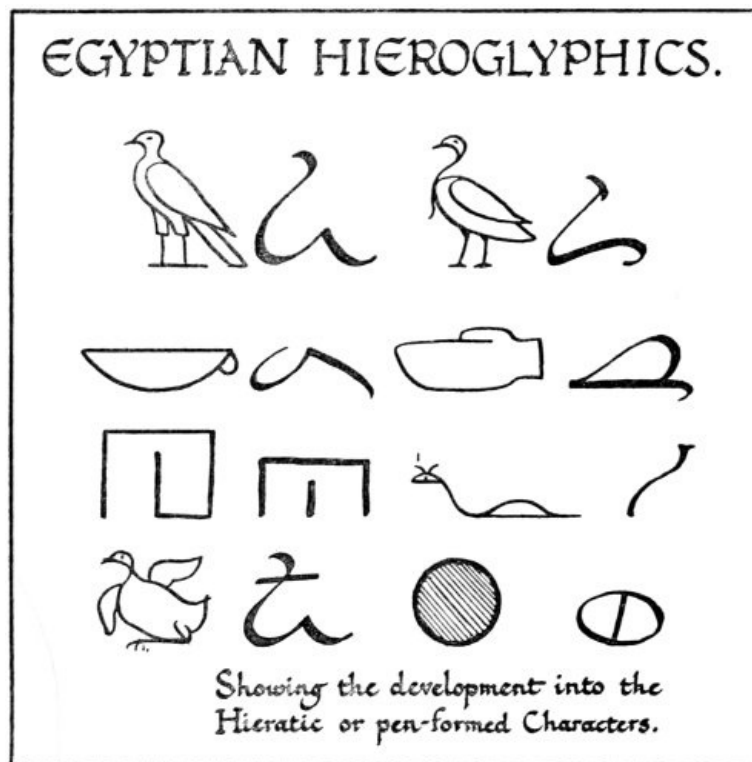 EGYPTIAN HIEROGLYPHICS.
Showing the development into the
Hieratic or pen-formed Characters.